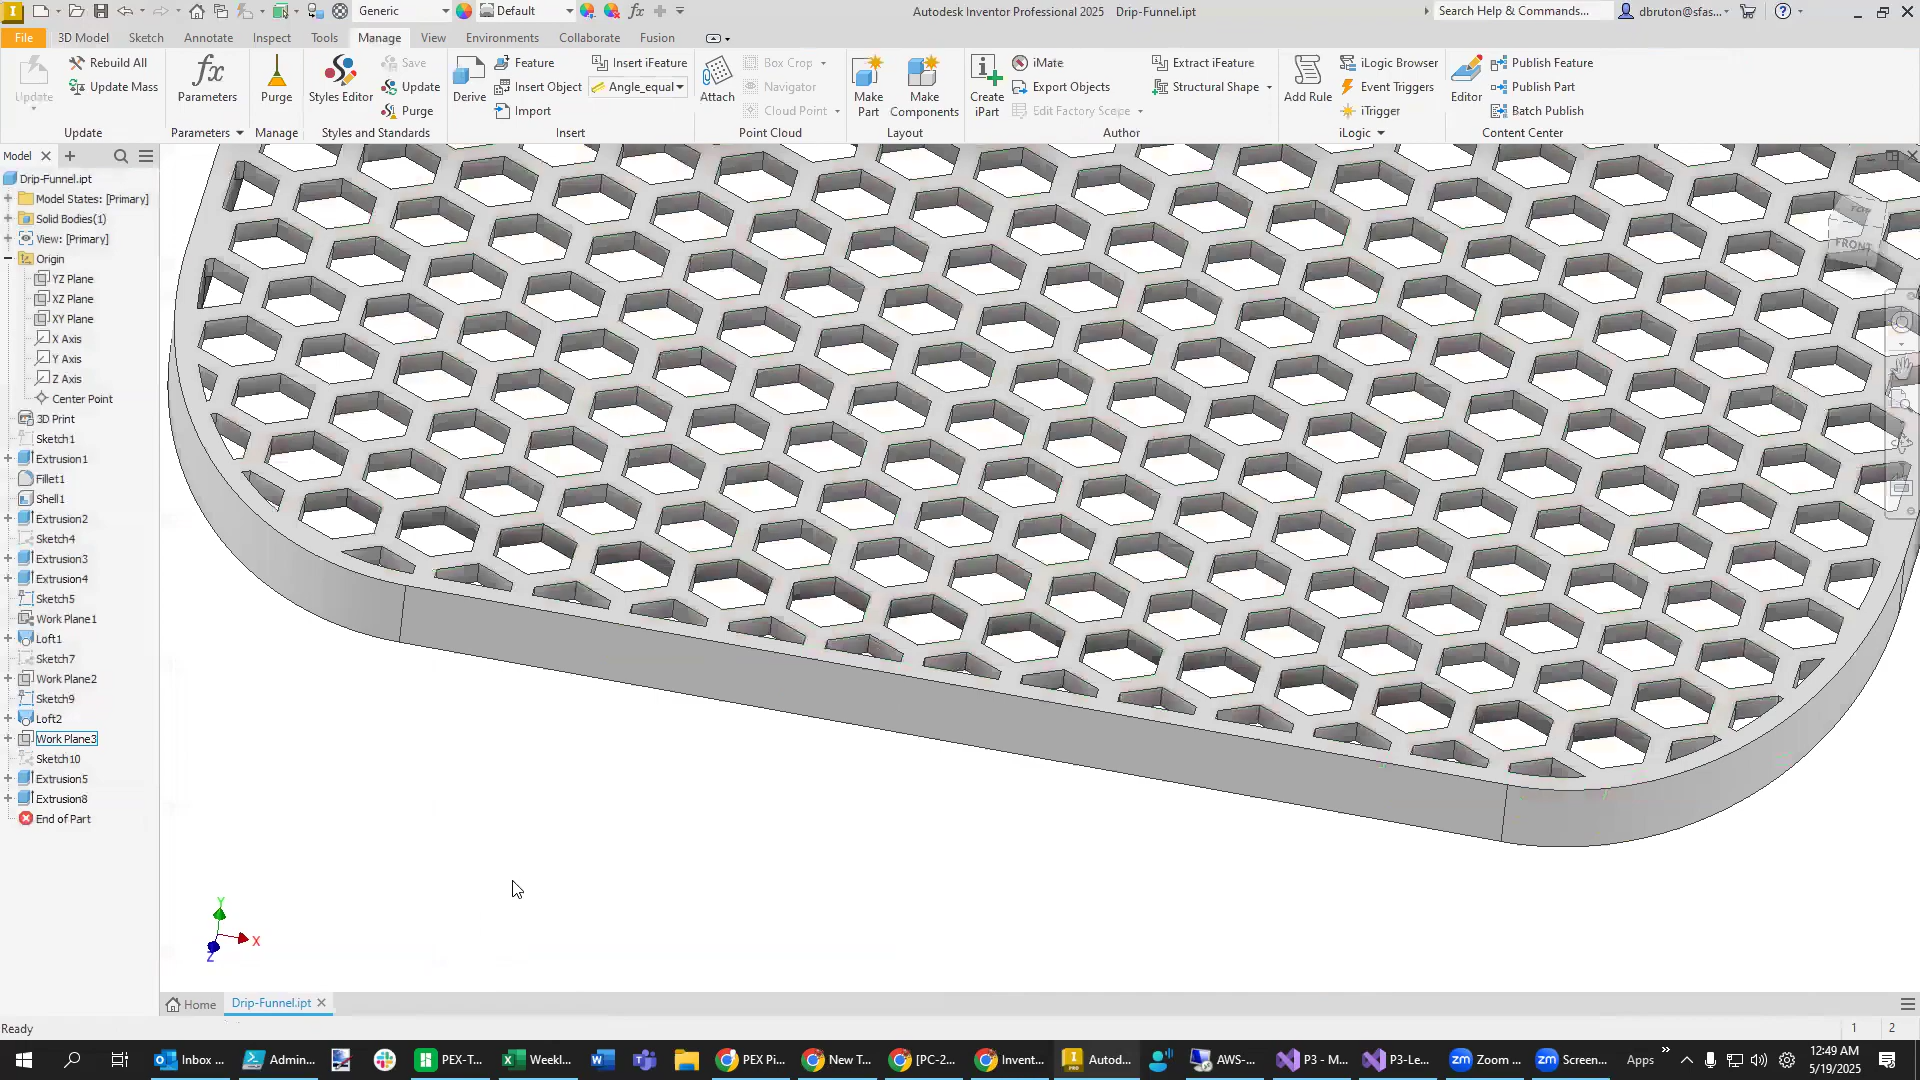 Generic
Default
Autodesk Inventor Professional 2025 Drip-Funnel.ipt
Search Help & Commands...
dbruton@sfas...
File 3D Model Sketch Annotate Inspect Tools Manage View Environments Collaborate Fusion
Update
Rebuild All
Update Mass
Update
fx
Parameters
Parameters
Purge
Manage
Styles Editor
Save
Update
Purge
Styles and Standards
Derive
Feature
Insert Object
Import
Insert iFeature
Angle_equal
Insert
Attach
Box Crop
Navigator
Cloud Point
Point Cloud
Make Part
Make Components
Layout
Create iPart
iMate
Export Factors
Edit Factory Scope
Extract iFeature
Structural Shape
Author
Add Rule
iLogic Browser
Event Triggers
iTrigger
iLogic
Editor
Publish Feature
Publish Part
Batch Publish
Content Center
Model
Drip-Funnel.ipt
Model States: [Primary]
Solid Bodies(1)
View: [Primary]
Origin
YZ Plane
XZ Plane
XY Plane
X Axis
Y Axis
Z Axis
Center Point
3D Print
Sketch1
Extrusion1
Fillet1
Shell1
Extrusion2
Sketch4
Extrusion3
Extrusion4
Sketch5
Work Plane1
Loft1
Sketch7
Work Plane2
Sketch9
Loft2
Work Plane3
Sketch10
Extrusion5
Extrusion8
End of Part
TOP
FRONT
Y
X
Z
Home Drip-Funnel.ipt
Ready
1 2
Inbox ...
Admin...
PEX-T...
Weekl...
PEX Pi...
New T...
[PC-2...
Invent...
Autod...
AWS-...
P3 - M...
P3-Le...
Zoom ...
Screen...
Apps
12:49 AM
5/19/2025